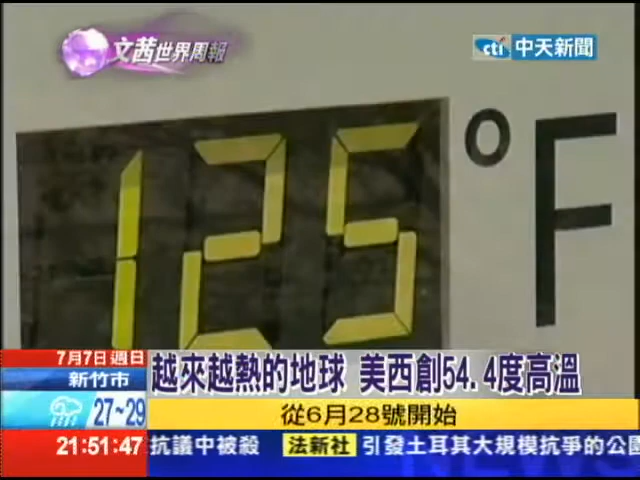 文茜世界周報
cti 中天新聞
125 °F
7月7日 週日
新竹市
27~29
21:51:47
越來越熱的地球 美西創54.4度高溫
從6月28號開始
抗議中被殺 法新社 引發土耳其大規模抗爭的公園
NEWS